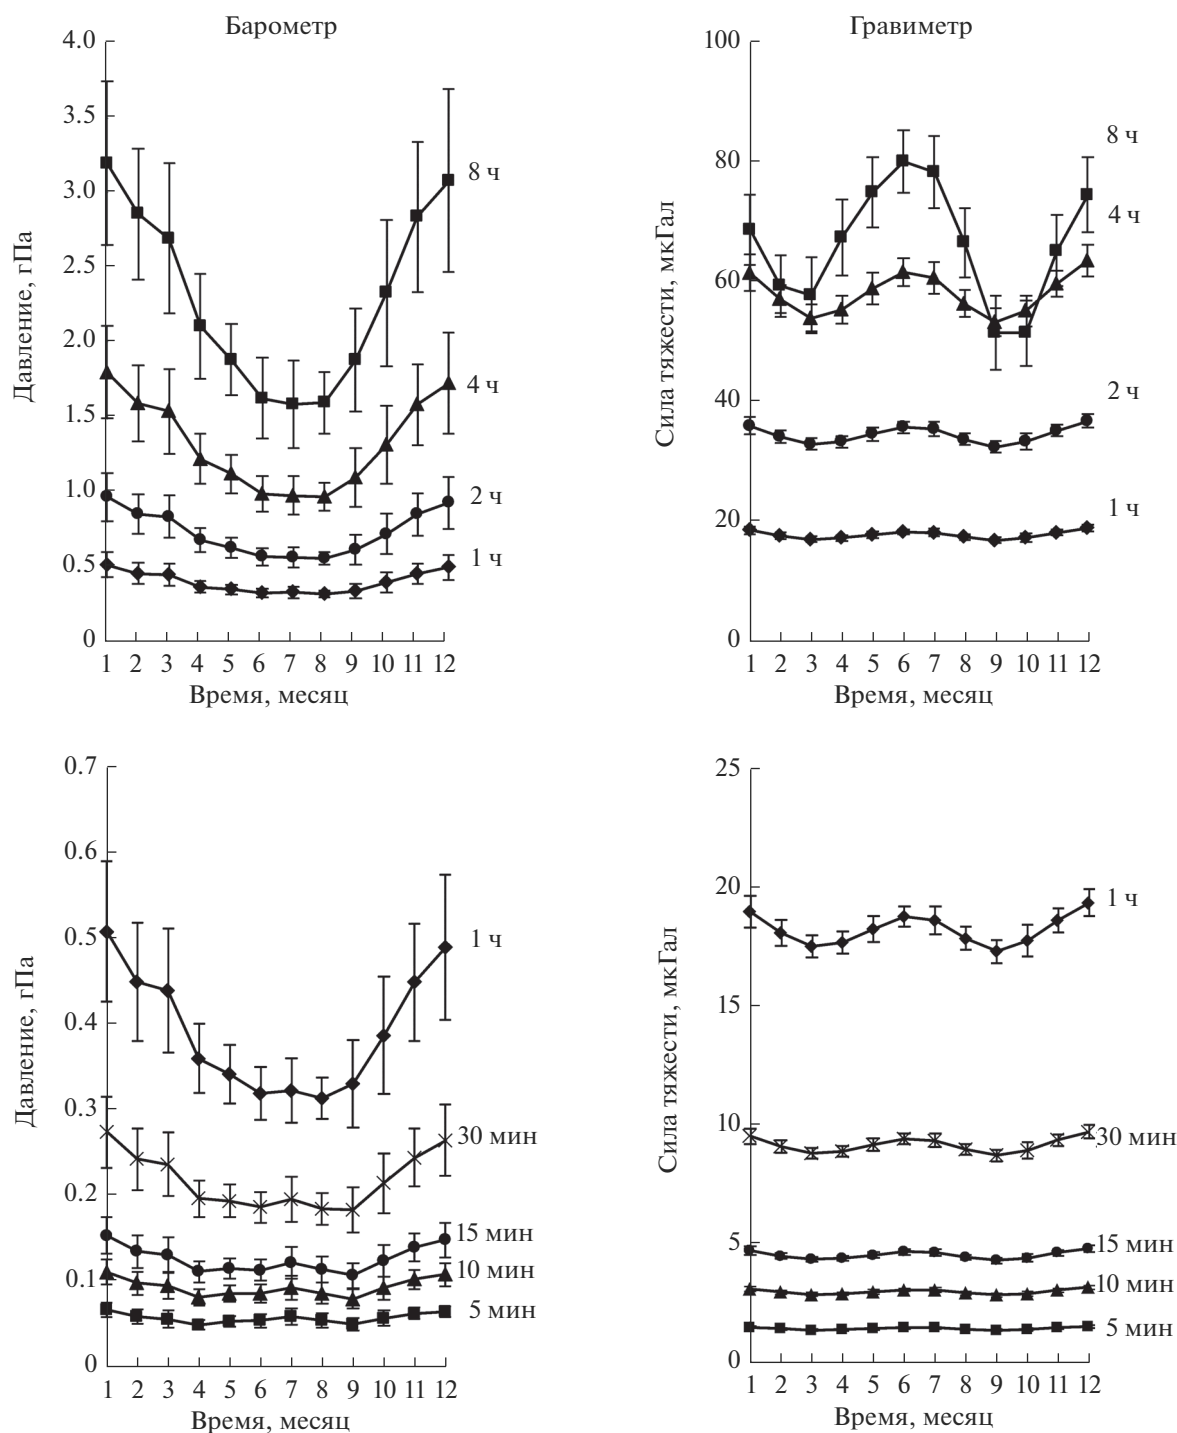 Барометр
4.0
3.5
3.0
2.5
2.0
1.5
1.0
0.5
0
Давление, гПа
8 ч
4 ч
2 ч
1 ч
1 2 3 4 5 6 7 8 9 10 11 12
Время, месяц
Гравиметр
100
80
60
40
20
0
Сила тяжести, мкГал
8 ч
4 ч
2 ч
1 ч
1 2 3 4 5 6 7 8 9 10 11 12
Время, месяц
0.7
0.6
0.5
0.4
0.3
0.2
0.1
0
Давление, гПа
1 ч
30 мин
15 мин
10 мин
5 мин
1 2 3 4 5 6 7 8 9 10 11 12
Время, месяц
25
20
15
10
5
0
Сила тяжести, мкГал
1 ч
30 мин
15 мин
10 мин
5 мин
1 2 3 4 5 6 7 8 9 10 11 12
Время, месяц